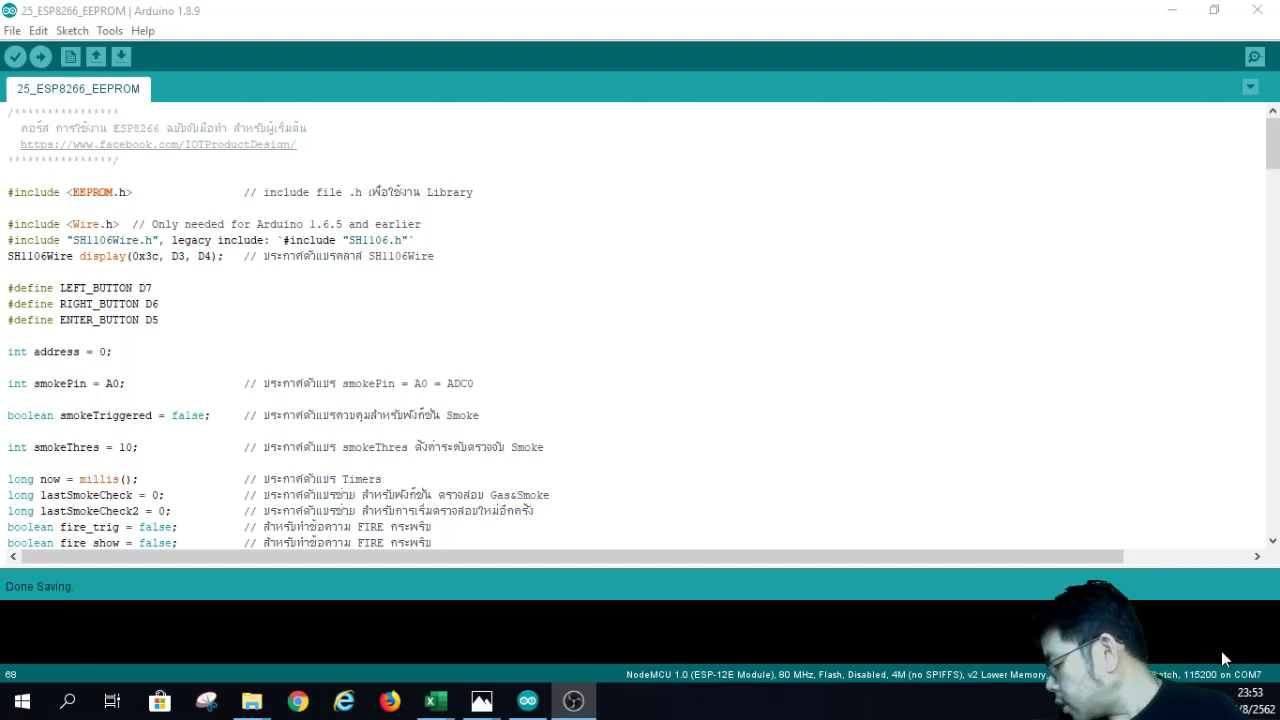 25_ESP8266_EEPROM | Arduino 1.8.9
File Edit Sketch Tools Help
25_ESP8266_EEPROM
/***************
คอร์ส การใช้งาน ESP8266 ฉบับจับมือทำ สำหรับผู้เริ่มต้น
https://www.facebook.com/IOTProductDesign/
****************/
#include <EEPROM.h> // include file .h เพื่อใช้งาน Library
#include <Wire.h> // Only needed for Arduino 1.6.5 and earlier
#include "SH1106Wire.h", legacy include: `#include "SH1106.h"`
SH1106Wire display(0x3c, D3, D4); // ประกาศตัวแปรคลาส SH1106Wire
#define LEFT_BUTTON D7
#define RIGHT_BUTTON D6
#define ENTER_BUTTON D5
int address = 0;
int smokePin = A0; // ประกาศตัวแปร smokePin = A0 = ADC0
boolean smokeTriggered = false; // ประกาศตัวแปรควบคุมสำหรับฟังก์ชัน Smoke
int smokeThres = 10; // ประกาศตัวแปร smokeThres ตั้งค่าระดับตรวจจับ Smoke
long now = millis(); // ประกาศตัวแปร Timers
long lastSmokeCheck = 0; // ประกาศตัวแปรช่วย สำหรับฟังก์ชัน ตรวจสอบ Gas&Smoke
long lastSmokeCheck2 = 0; // ประกาศตัวแปรช่วย สำหรับการเริ่มตรวจสอบใหม่อีกครั้ง
boolean fire_trig = false; // สำหรับทำข้อความ FIRE กระพริบ
boolean fire_show = false; // สำหรับทำข้อความ FIRE กระพริบ
Done Saving.
68 NodeMCU 1.0 (ESP-12E Module), 80 MHz, Flash, Disabled, 4M (no SPIFFS), v2 Lower Memory, 115200 on COM7
23:53
/8/2562